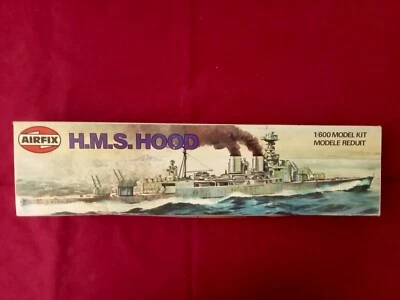 AIRFIX
H.M.S. HOOD
1:600 MODEL KIT
MODELE REDUIT